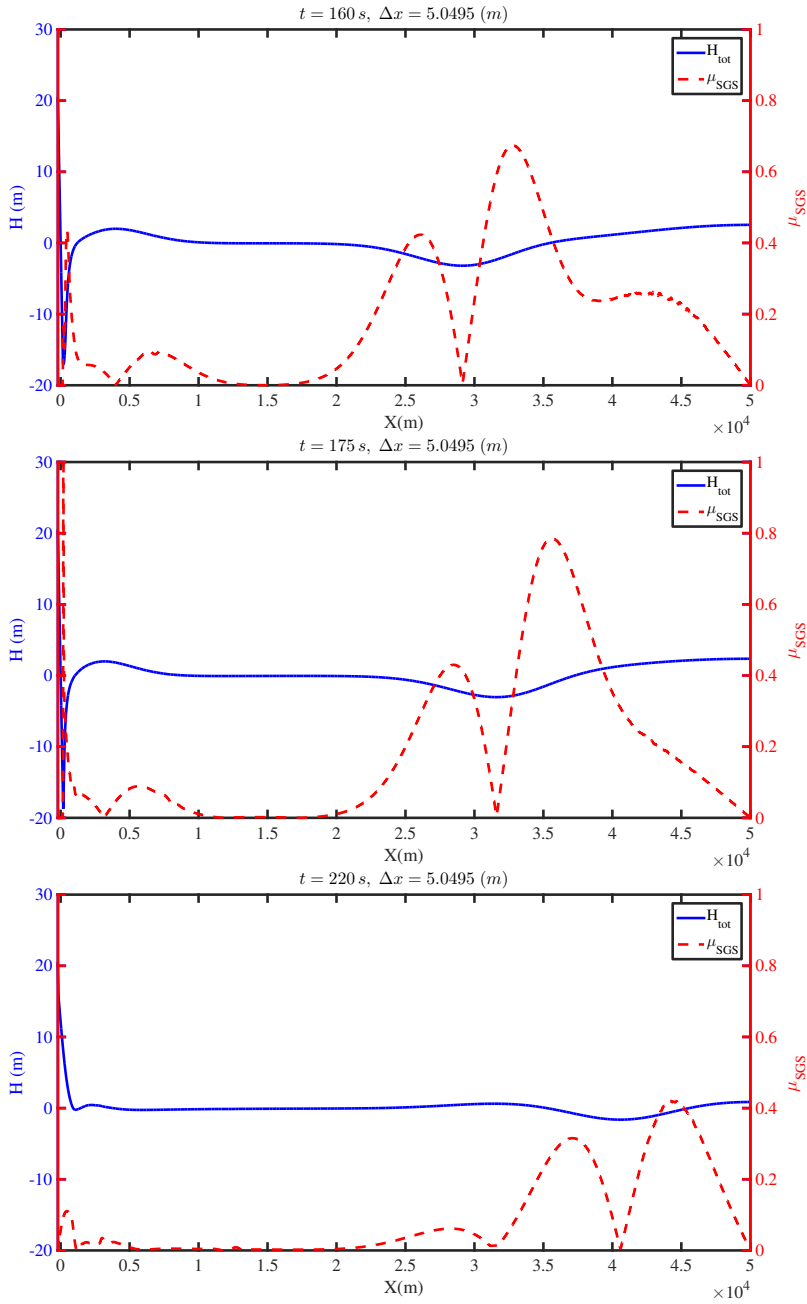 t = 160 s, Δx = 5.0495 (m)
30
20
10
0
-10
-20
H (m)
1
0.8
0.6
0.4
0.2
0
μSGS
Htot
μSGS
0 0.5 1 1.5 2 2.5 3 3.5 4 4.5 5
X(m)
×10^4
t = 175 s, Δx = 5.0495 (m)
30
20
10
0
-10
-20
H (m)
1
0.8
0.6
0.4
0.2
0
μSGS
Htot
μSGS
0 0.5 1 1.5 2 2.5 3 3.5 4 4.5 5
X(m)
×10^4
t = 220 s, Δx = 5.0495 (m)
30
20
10
0
-10
-20
H (m)
1
0.8
0.6
0.4
0.2
0
μSGS
Htot
μSGS
0 0.5 1 1.5 2 2.5 3 3.5 4 4.5 5
X(m)
×10^4